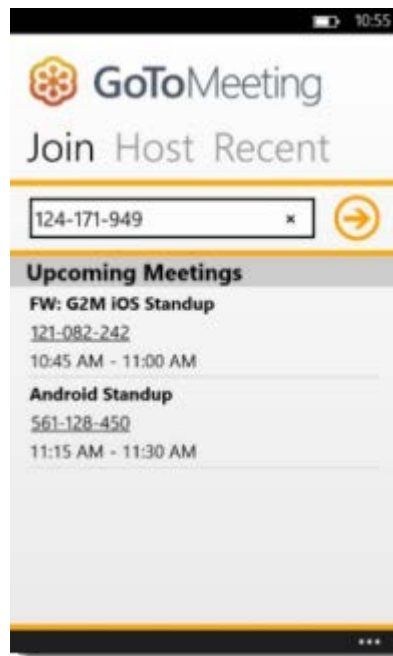 10:55
GoToMeeting
Join Host Recent
124-171-949
Upcoming Meetings
FW: G2M iOS Standup
121-082-242
10:45 AM - 11:00 AM
Android Standup
561-128-450
11:15 AM - 11:30 AM